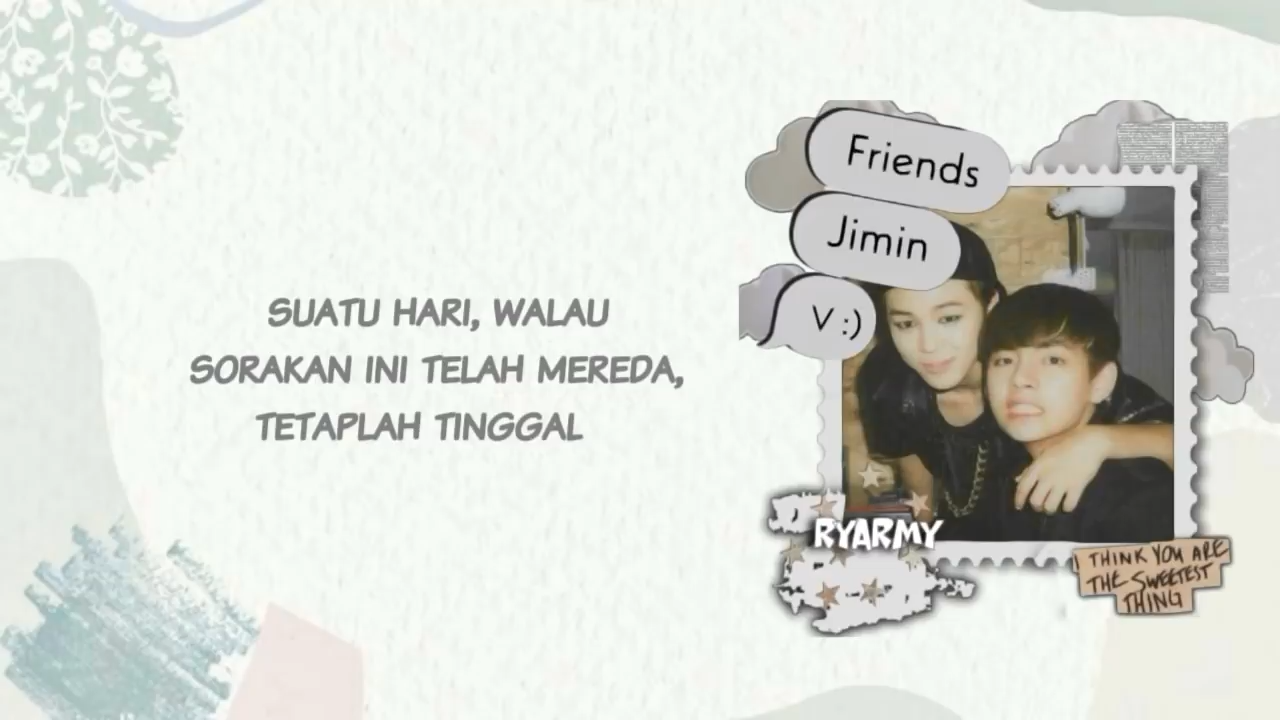 SUATU HARI, WALAU
SORAKAN INI TELAH MEREDA,
TETAPLAH TINGGAL
Friends
Jimin
V :)
RYARMY
I THINK YOU ARE
THE SWEETEST
THING